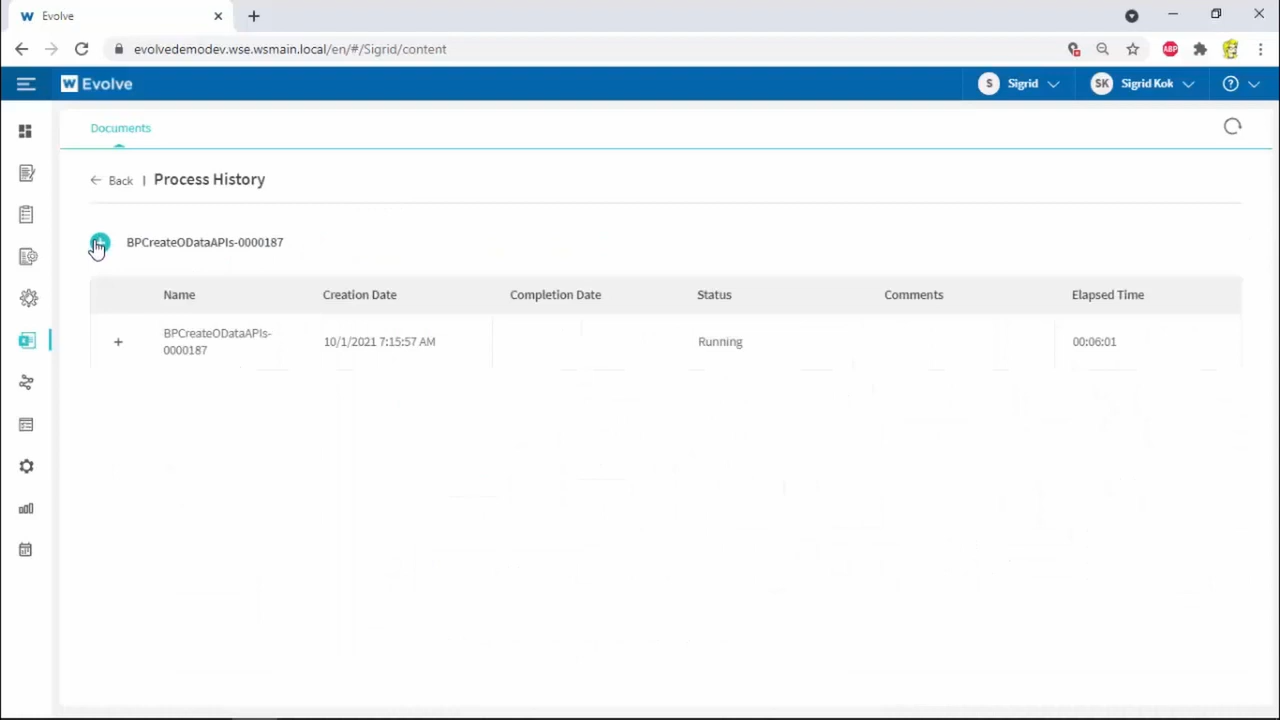 Evolve
evolvedemodev.wse.wsmain.local/en/#/Sigrid/content
ABP
W Evolve
S Sigrid
SK Sigrid Kok
Documents
Back | Process History
BPCreateODataAPIs-0000187
Name Creation Date Completion Date Status Comments Elapsed Time
BPCreateODataAPIs-
0000187
10/1/2021 7:15:57 AM Running 00:06:01